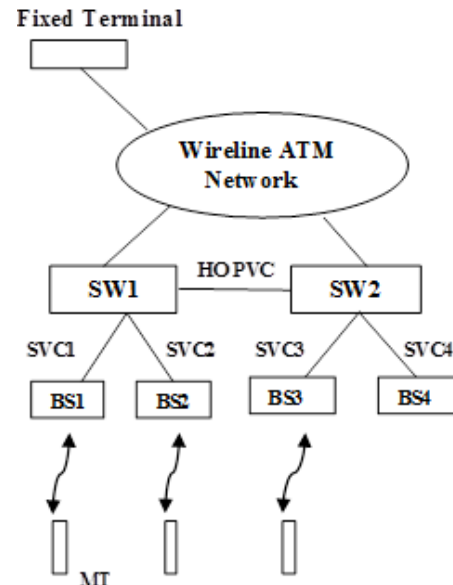 Fixed Terminal
Wireline ATM
Network
HOPVC
SW1
SW2
SVC1
SVC2
SVC3
SVC4
BS1
BS2
BS3
BS4
MT